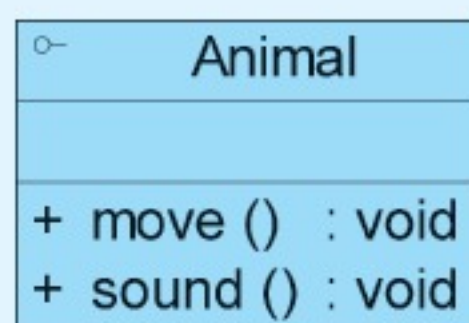 Animal
+ move () : void
+ sound () : void